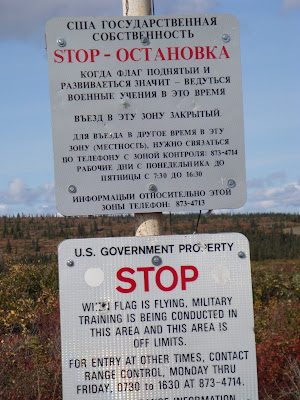 США ГОСУДАРСТВЕННАЯ
СОБСТВЕННОСТЬ
STOP - ОСТАНОВКА
КОГДА ФЛАГ ПОДНЯТЫЙ И
РАЗВИВАЕТЬСЯ ЗНАЧИТ - ВЕДУТЬСЯ
ВОЕННЫЕ УЧЕНИЯ В ЭТО ВРЕМЯ
ВЪЕЗД В ЭТУ ЗОНУ ЗАКРЫТЫЙ
ДЛЯ ВЪЕЗДА В ДРУГОЕ ВРЕМЯ В ЭТУ
ЗОНУ (МЕСТНОСТЬ), НУЖНО СВЯЗАТЬСЯ
ПО ТЕЛЕФОНУ С ЗОНОЙ КОНТРОЛЯ: 873-4714
РАБОЧИЕ ДНИ С ПОНЕДЕЛЬНИКА ДО
ПЯТНИЦЫ С 7:30 ДО 16:30
ИНФОРМАЦИИ ОТНОСИТЕЛЬНО ЭТОЙ
ЗОНЫ ТЕЛЕФОН: 873-4713
U.S. GOVERNMENT PROPERTY
STOP
WHEN FLAG IS FLYING, MILITARY
TRAINING IS BEING CONDUCTED IN
THIS AREA AND THIS AREA IS
OFF LIMITS.
FOR ENTRY AT OTHER TIMES, CONTACT
RANGE CONTROL, MONDAY THRU
FRIDAY, 0730 to 1630 AT 873-4714.
INFORMATION